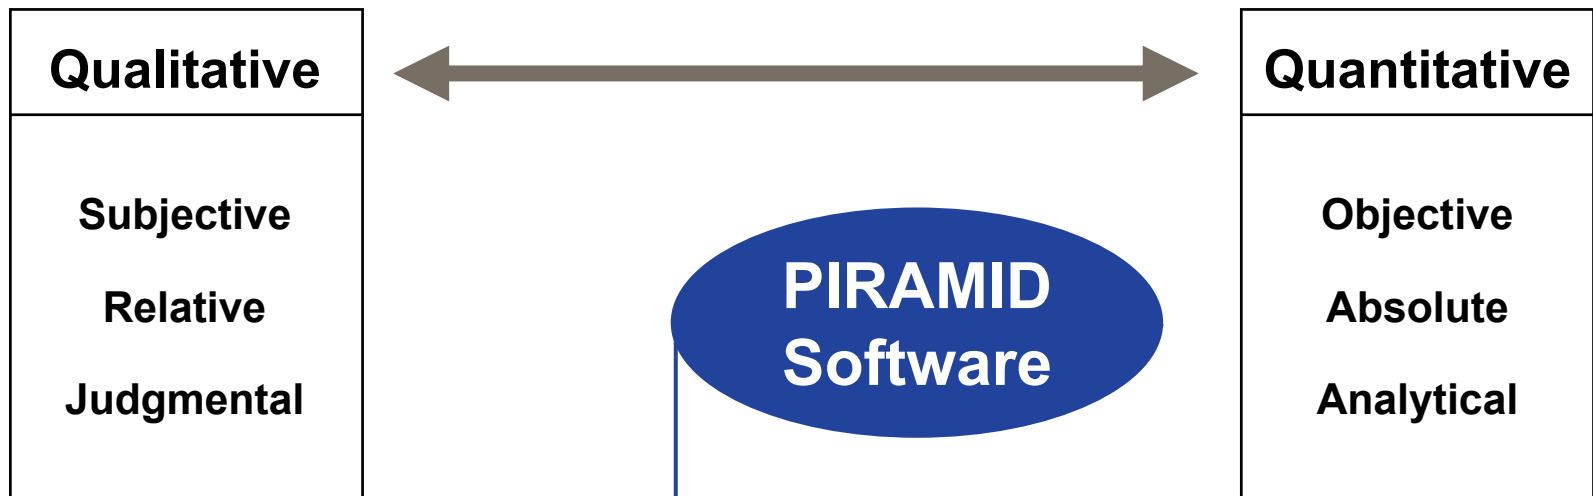 Qualitative
Subjective
Relative
Judgmental
PIRAMID
Software
Quantitative
Objective
Absolute
Analytical